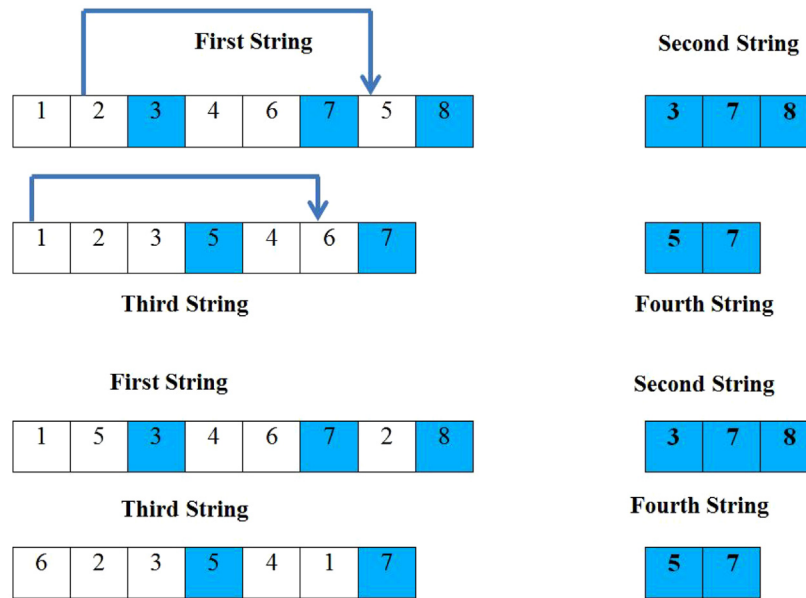 First String Second String
1 2 3 4 6 7 5 8 3 7 8
1 2 3 5 4 6 7 5 7
Third String Fourth String
First String Second String
1 5 3 4 6 7 2 8 3 7 8
Third String Fourth String
6 2 3 5 4 1 7 5 7